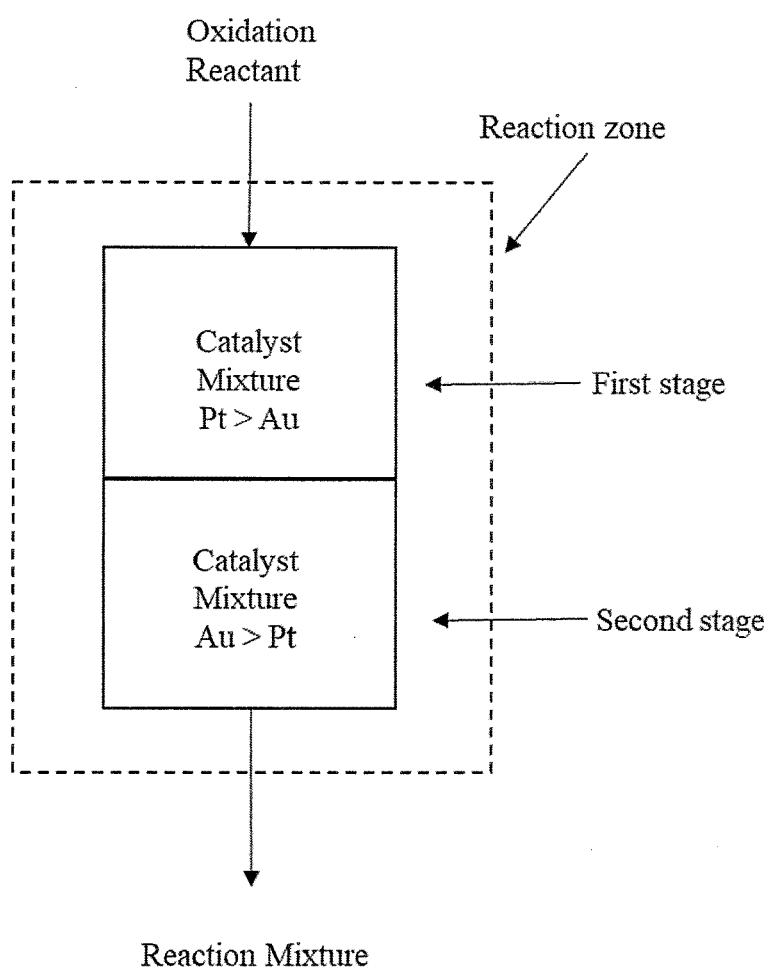 Oxidation
Reactant
Reaction zone
Catalyst
Mixture
Pt > Au
First stage
Catalyst
Mixture
Au > Pt
Second stage
Reaction Mixture